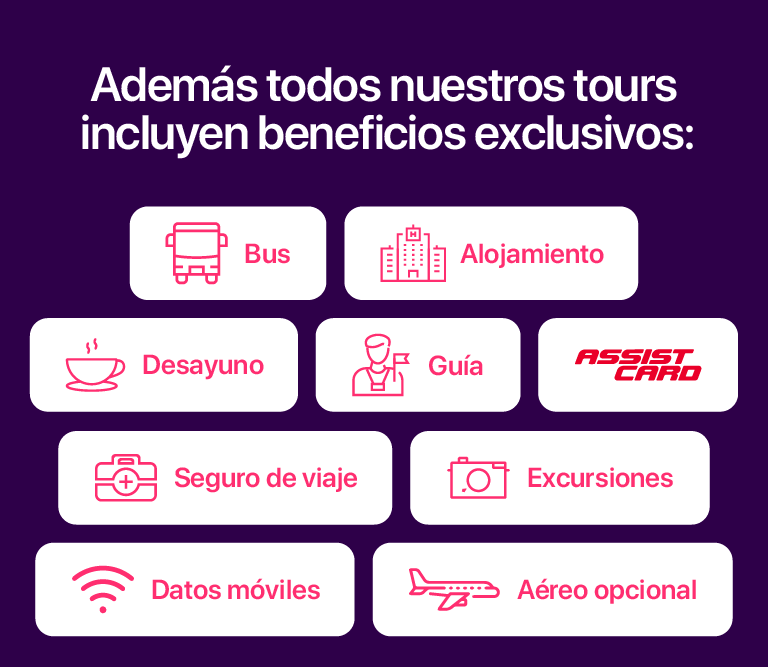 Además todos nuestros tours
incluyen beneficios exclusivos:
Bus
H
Alojamiento
Desayuno
Guía
ASSIST
CARD
Seguro de viaje
Excursiones
Datos móviles
Aéreo opcional